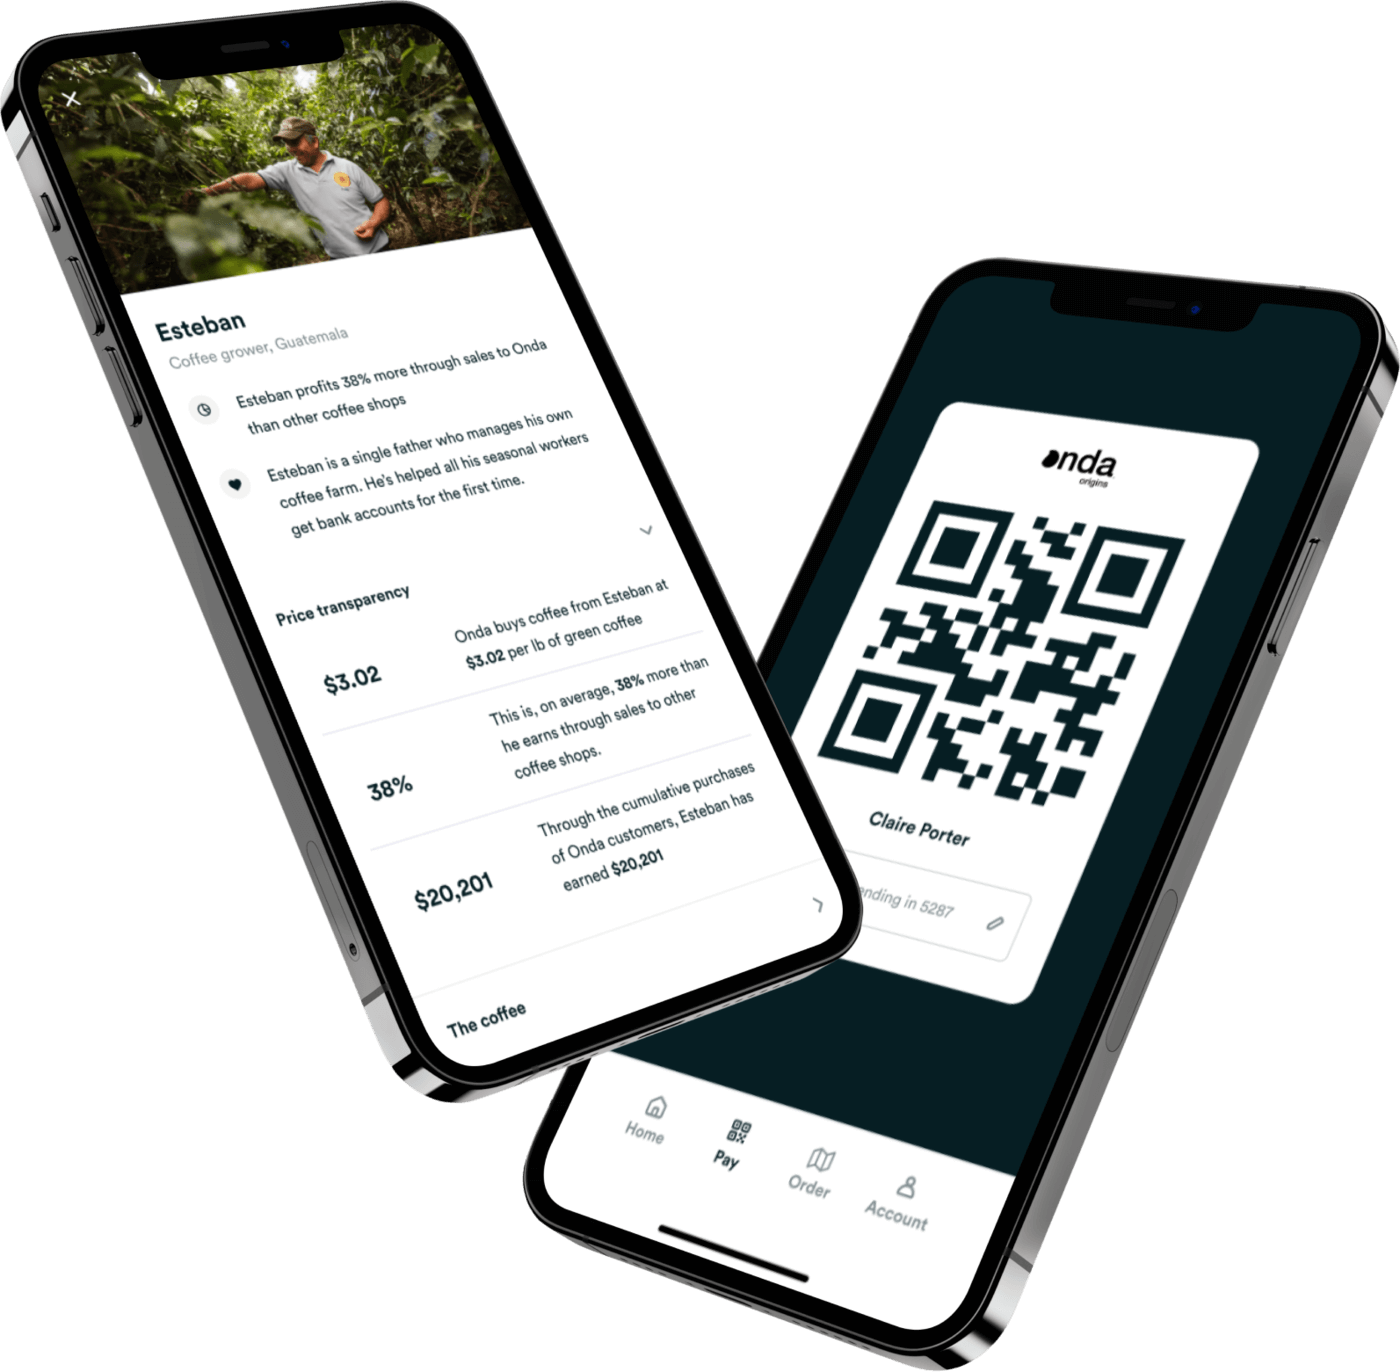 Esteban
Coffee grower, Guatemala
Esteban profits 38% more through sales to Onda
than other coffee shops
Esteban is a single father who manages his own
coffee farm. He's helped all his seasonal workers
get bank accounts for the first time.
Price transparency
$3.02
Onda buys coffee from Esteban at
$3.02 per lb of green coffee
38%
This is, on average, 38% more than
he earns through sales to other
coffee shops.
$20,201
Through the cumulative purchases
of Onda customers, Esteban has
earned $20,201
The coffee
onda
origins
Claire Porter
ending in 5287
Home
Pay
Order
Account